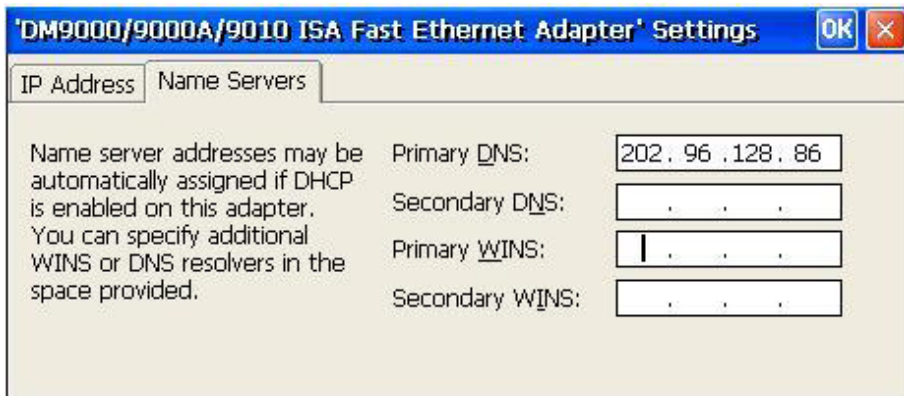 'DM9000/9000A/9010 ISA Fast Ethernet Adapter' Settings OK
IP Address Name Servers
Name server addresses may be
automatically assigned if DHCP
is enabled on this adapter.
You can specify additional
WINS or DNS resolvers in the
space provided.
Primary DNS: 202 . 96 . 128 . 86
Secondary DNS: . . .
Primary WINS: . . .
Secondary WINS: . . .